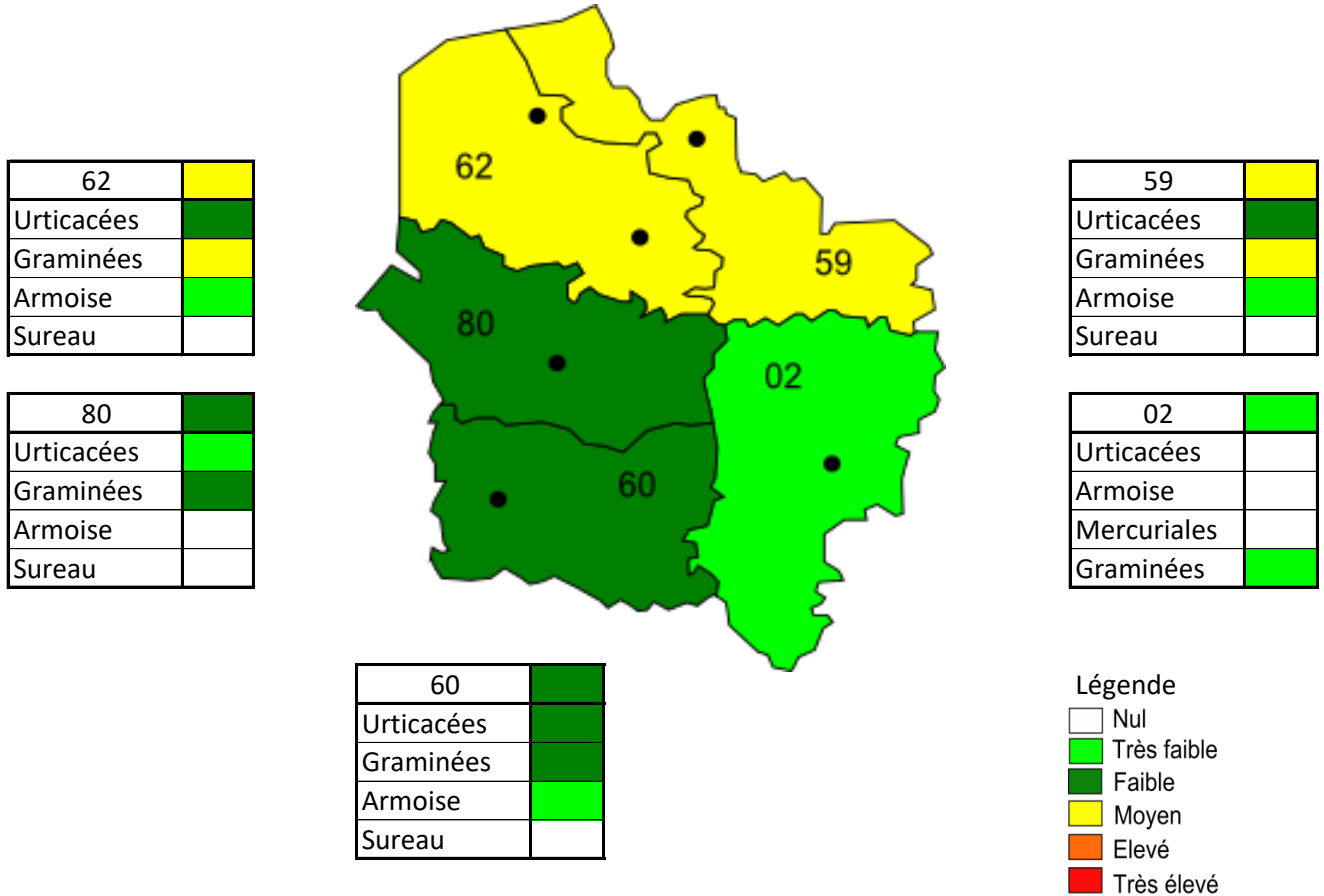 62
Urticacées
Graminées
Armoise
Sureau
80
Urticacées
Graminées
Armoise
Sureau
62
59
80
02
60
59
Urticacées
Graminées
Armoise
Sureau
02
Urticacées
Armoise
Mercuriales
Graminées
60
Urticacées
Graminées
Armoise
Sureau
Légende
Nul
Très faible
Faible
Moyen
Elevé
Très élevé